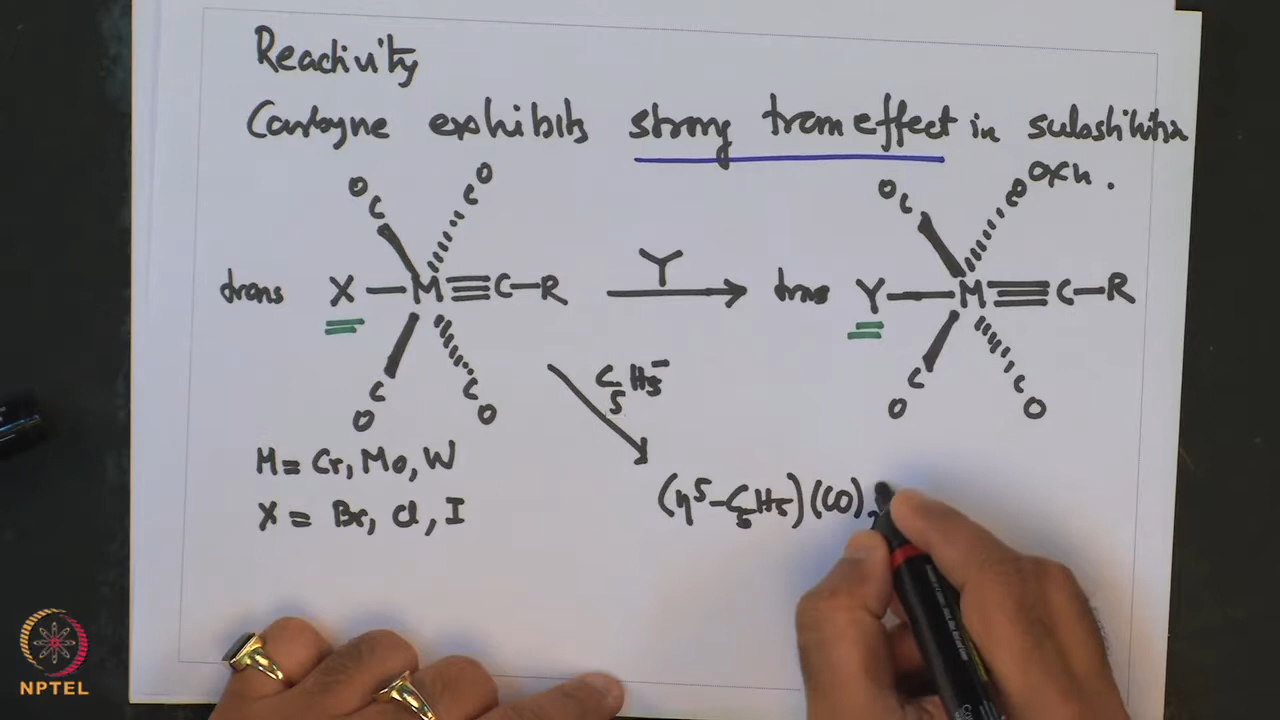 Reactivity
Carbyne exhibits strong trans effect in substitution
rxn.
O C C O C O CO
trans X—M≡C—R Y trans Y—M≡C—R
C O C O C₅H₅⁻ C O C O
M = Cr, Mo, W
(η⁵-C₅H₅)(CO)
X = Br, Cl, I
NPTEL